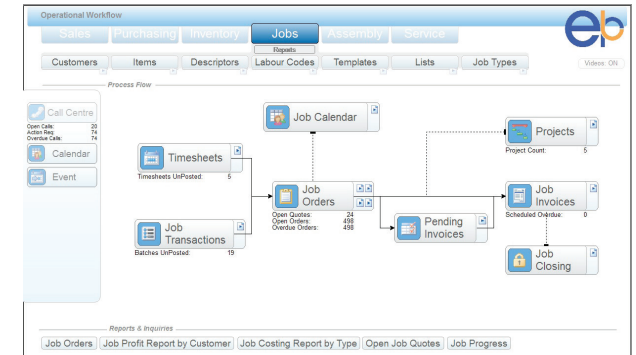 Operational Workflow
Sales Purchasing Inventory Jobs Assembly Service
Reports
eb
Customers Items Descriptors Labour Codes Templates Lists Job Types Videos: ON
Process Flow
Call Centre
Open Calls: 20
Action Req: 74
Overdue Calls: 74
Calendar
Event
Job Calendar
Projects
Project Count: 5
Timesheets
Timesheets UnPosted: 5
Job Orders
Open Quotes: 24
Open Orders: 498
Overdue Orders: 498
Job Invoices
Scheduled Overdue: 0
Job Transactions
Batches UnPosted: 19
Pending Invoices
Job Closing
Reports & Inquiries
Job Orders Job Profit Report by Customer Job Costing Report by Type Open Job Quotes Job Progress